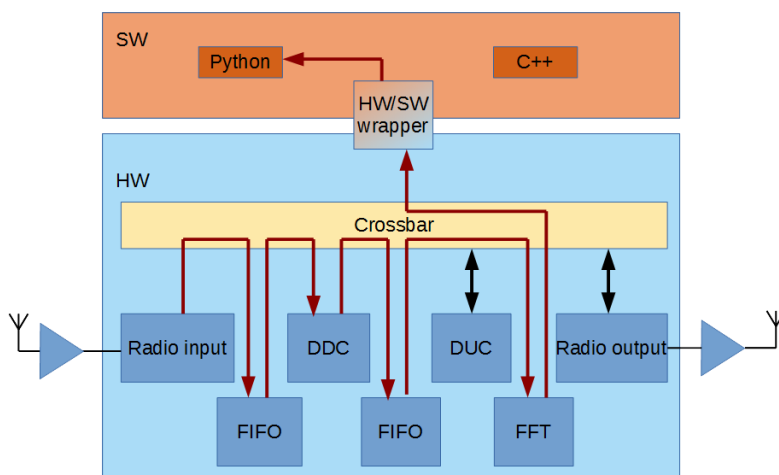 SW
Python
C++
HW/SW
wrapper
HW
Crossbar
Radio input
DDC
DUC
Radio output
FIFO
FIFO
FFT